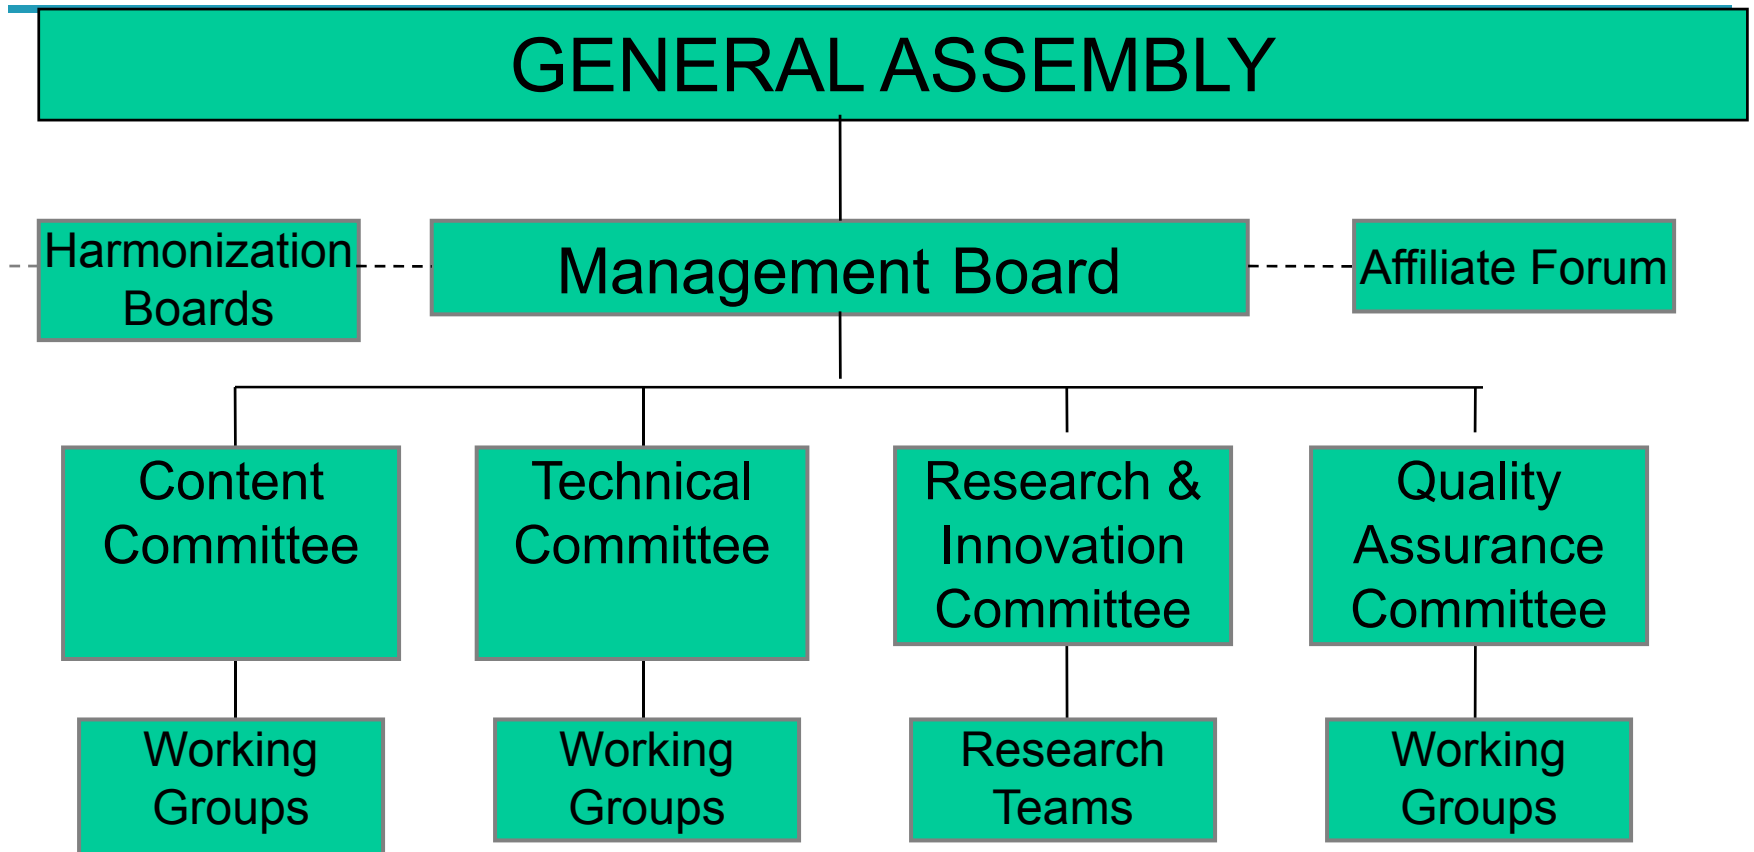 GENERAL ASSEMBLY
Harmonization
Boards
Management Board
Affiliate Forum
Content
Committee
Technical
Committee
Research &
Innovation
Committee
Quality
Assurance
Committee
Working
Groups
Working
Groups
Research
Teams
Working
Groups